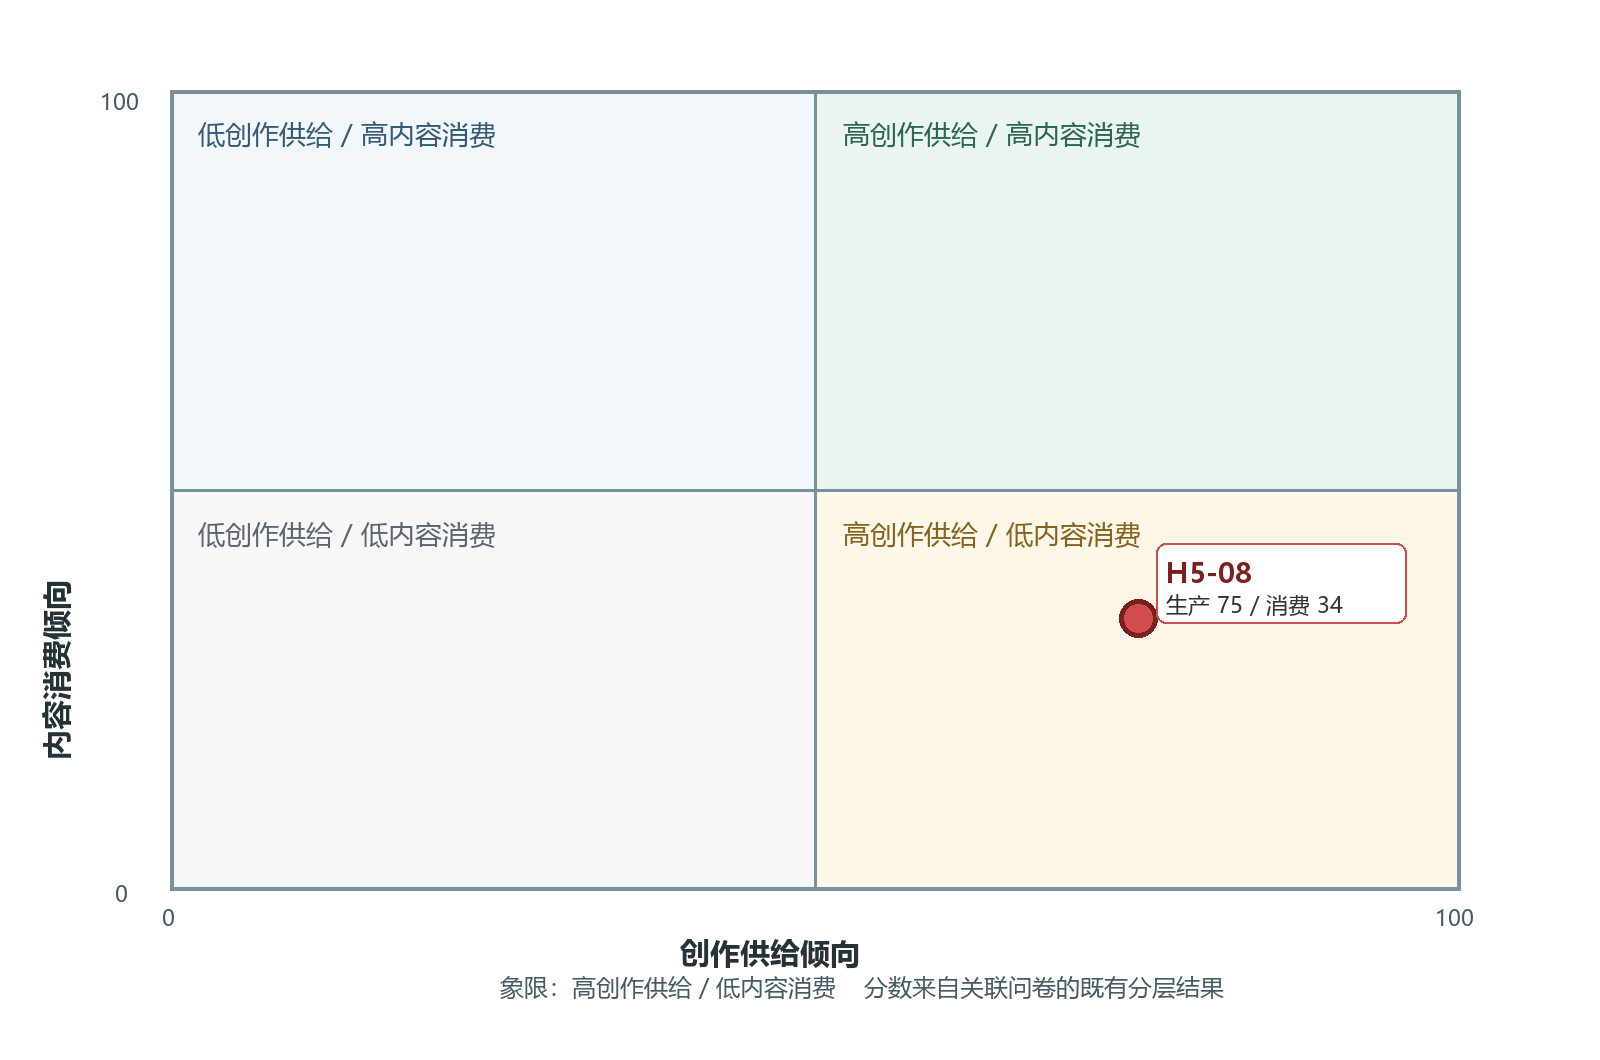 100
低创作供给 / 高内容消费
高创作供给 / 高内容消费
低创作供给 / 低内容消费
高创作供给 / 低内容消费
H5-08
生产 75 / 消费 34
内容消费倾向
0
0
100
创作供给倾向
象限：高创作供给 / 低内容消费 分数来自关联问卷的既有分层结果